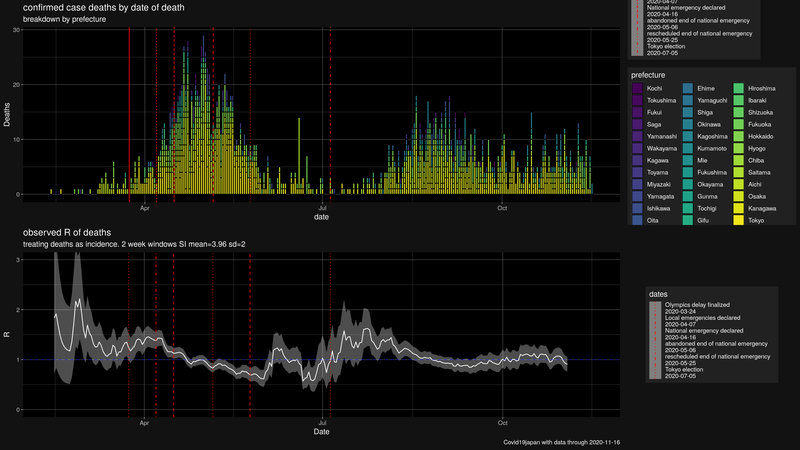 confirmed case deaths by date of death
breakdown by prefecture
30
20
10
0
Deaths
Apr
Jul
Oct
date
2020-04-07
National emergency declared
2020-04-16
abandoned end of national emergency
2020-05-06
rescheduled end of national emergency
2020-05-25
Tokyo election
2020-07-05
prefecture
Kochi Ehime Hiroshima
Tokushima Yamaguchi Ibaraki
Fukui Shiga Shizuoka
Saga Okinawa Fukuoka
Yamanashi Kagoshima Hokkaido
Wakayama Kumamoto Hyogo
Kagawa Mie Chiba
Toyama Fukushima Saitama
Miyazaki Okayama Aichi
Yamagata Gunma Osaka
Ishikawa Tochigi Kanagawa
Oita Gifu Tokyo
observed R of deaths
treating deaths as incidence. 2 week windows SI mean=3.96 sd=2
3
2
1
0
R
Apr
Jul
Oct
Date
dates
Olympics delay finalized
2020-03-24
Local emergencies declared
2020-04-07
National emergency declared
2020-04-16
abandoned end of national emergency
2020-05-06
rescheduled end of national emergency
2020-05-25
Tokyo election
2020-07-05
Covid19japan with data through 2020-11-16